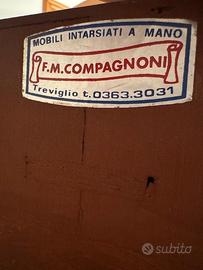 MOBILI INTARSIATI A MANO
F.M. COMPAGNONI
Treviglio t. 0363.3031
subito